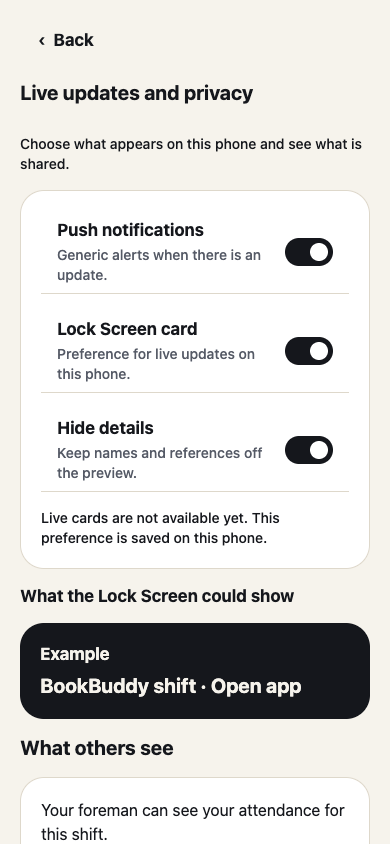 ‹ Back
Live updates and privacy
Choose what appears on this phone and see what is
shared.
Push notifications
Generic alerts when there is an
update.
Lock Screen card
Preference for live updates on
this phone.
Hide details
Keep names and references off
the preview.
Live cards are not available yet. This
preference is saved on this phone.
What the Lock Screen could show
Example
BookBuddy shift · Open app
What others see
Your foreman can see your attendance for
this shift.